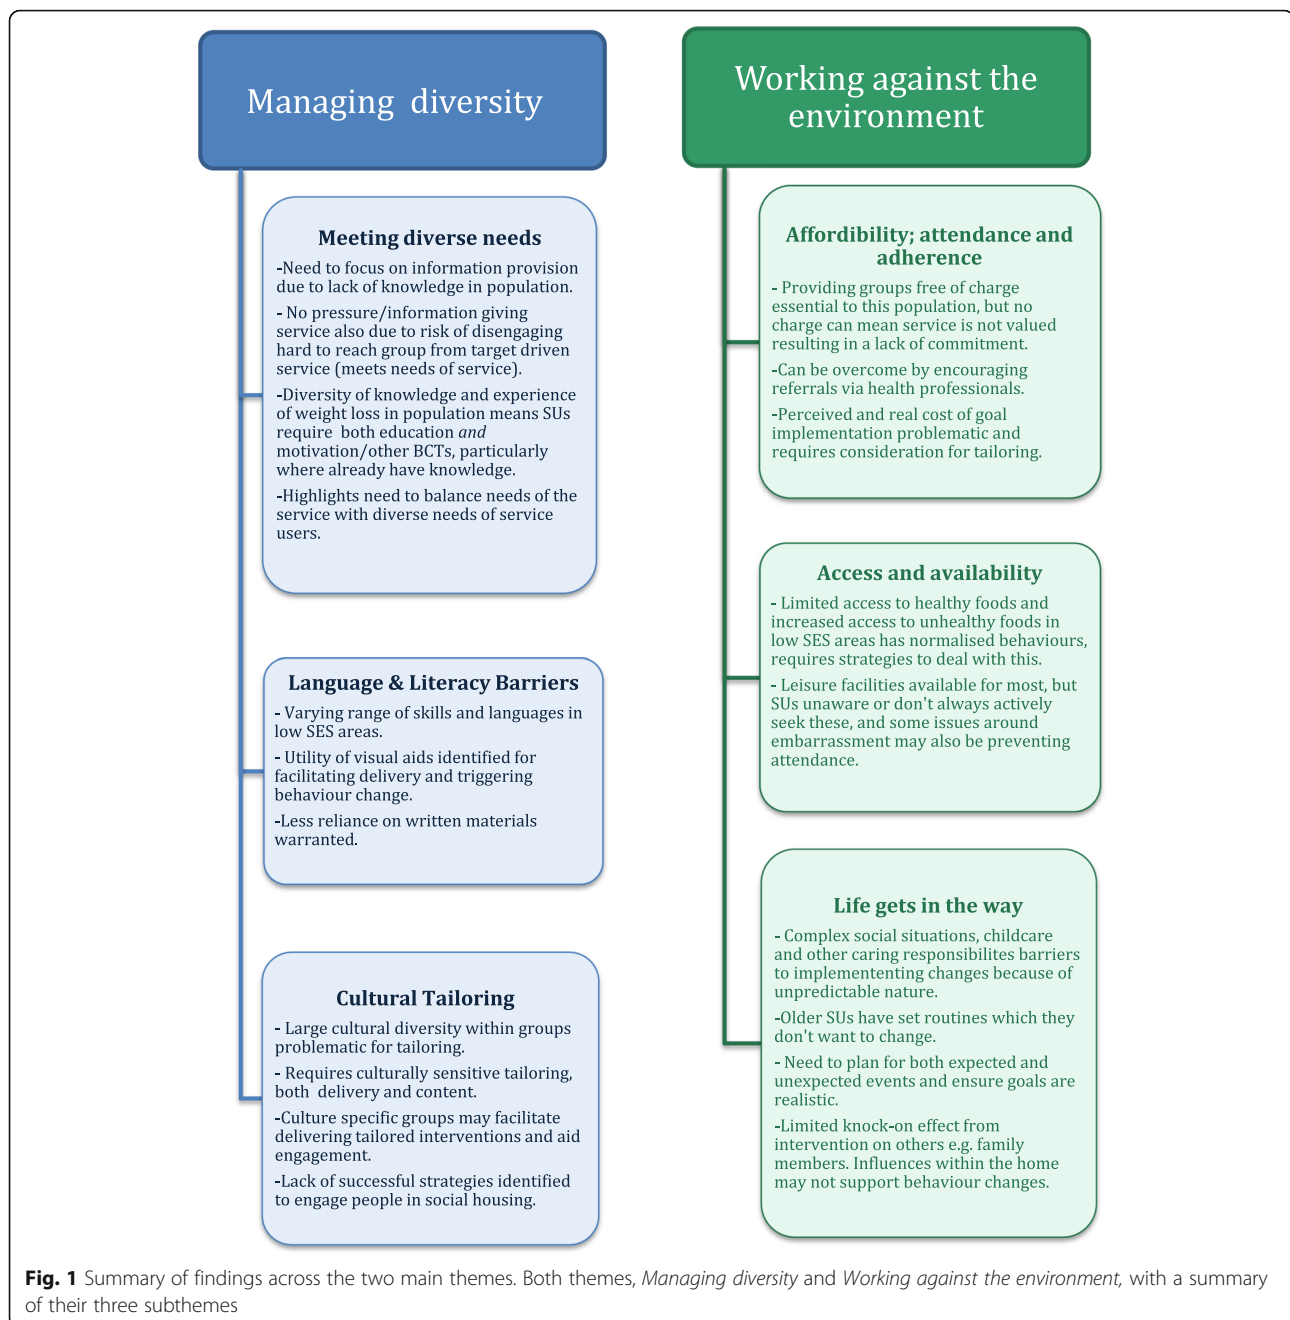 Managing diversity
Meeting diverse needs
-Need to focus on information provision
due to lack of knowledge in population.
- No pressure/information giving
service also due to risk of disengaging
hard to reach group from target driven
service (meets needs of service).
-Diversity of knowledge and experience
of weight loss in population means SUs
require both education and
motivation/other BCTs, particularly
where already have knowledge.
-Highlights need to balance needs of the
service with diverse needs of service
users.
Language & Literacy Barriers
- Varying range of skills and languages in
low SES areas.
- Utility of visual aids identified for
facilitating delivery and triggering
behaviour change.
-Less reliance on written materials
warranted.
Cultural Tailoring
- Large cultural diversity within groups
problematic for tailoring.
- Requires culturally sensitive tailoring,
both delivery and content.
-Culture specific groups may facilitate
delivering tailored interventions and aid
engagement.
-Lack of successful strategies identified
to engage people in social housing.
Working against the
environment
Affordibility; attendance and
adherence
- Providing groups free of charge
essential to this population, but no
charge can mean service is not valued
resulting in a lack of commitment.
-Can be overcome by encouraging
referrals via health professionals.
-Perceived and real cost of goal
implementation problematic and
requires consideration for tailoring.
Access and availability
- Limited access to healthy foods and
increased access to unhealthy foods in
low SES areas has normalised behaviours,
requires strategies to deal with this.
- Leisure facilities available for most, but
SUs unaware or don't always actively
seek these, and some issues around
embarrassment may also be preventing
attendance.
Life gets in the way
- Complex social situations, childcare
and other caring responsibilites barriers
to implemententing changes because of
unpredictable nature.
-Older SUs have set routines which they
don't want to change.
- Need to plan for both expected and
unexpected events and ensure goals are
realistic.
-Limited knock-on effect from
intervention on others e.g. family
members. Influences within the home
may not support behaviour changes.
Fig. 1 Summary of findings across the two main themes. Both themes, Managing diversity and Working against the environment, with a summary
of their three subthemes